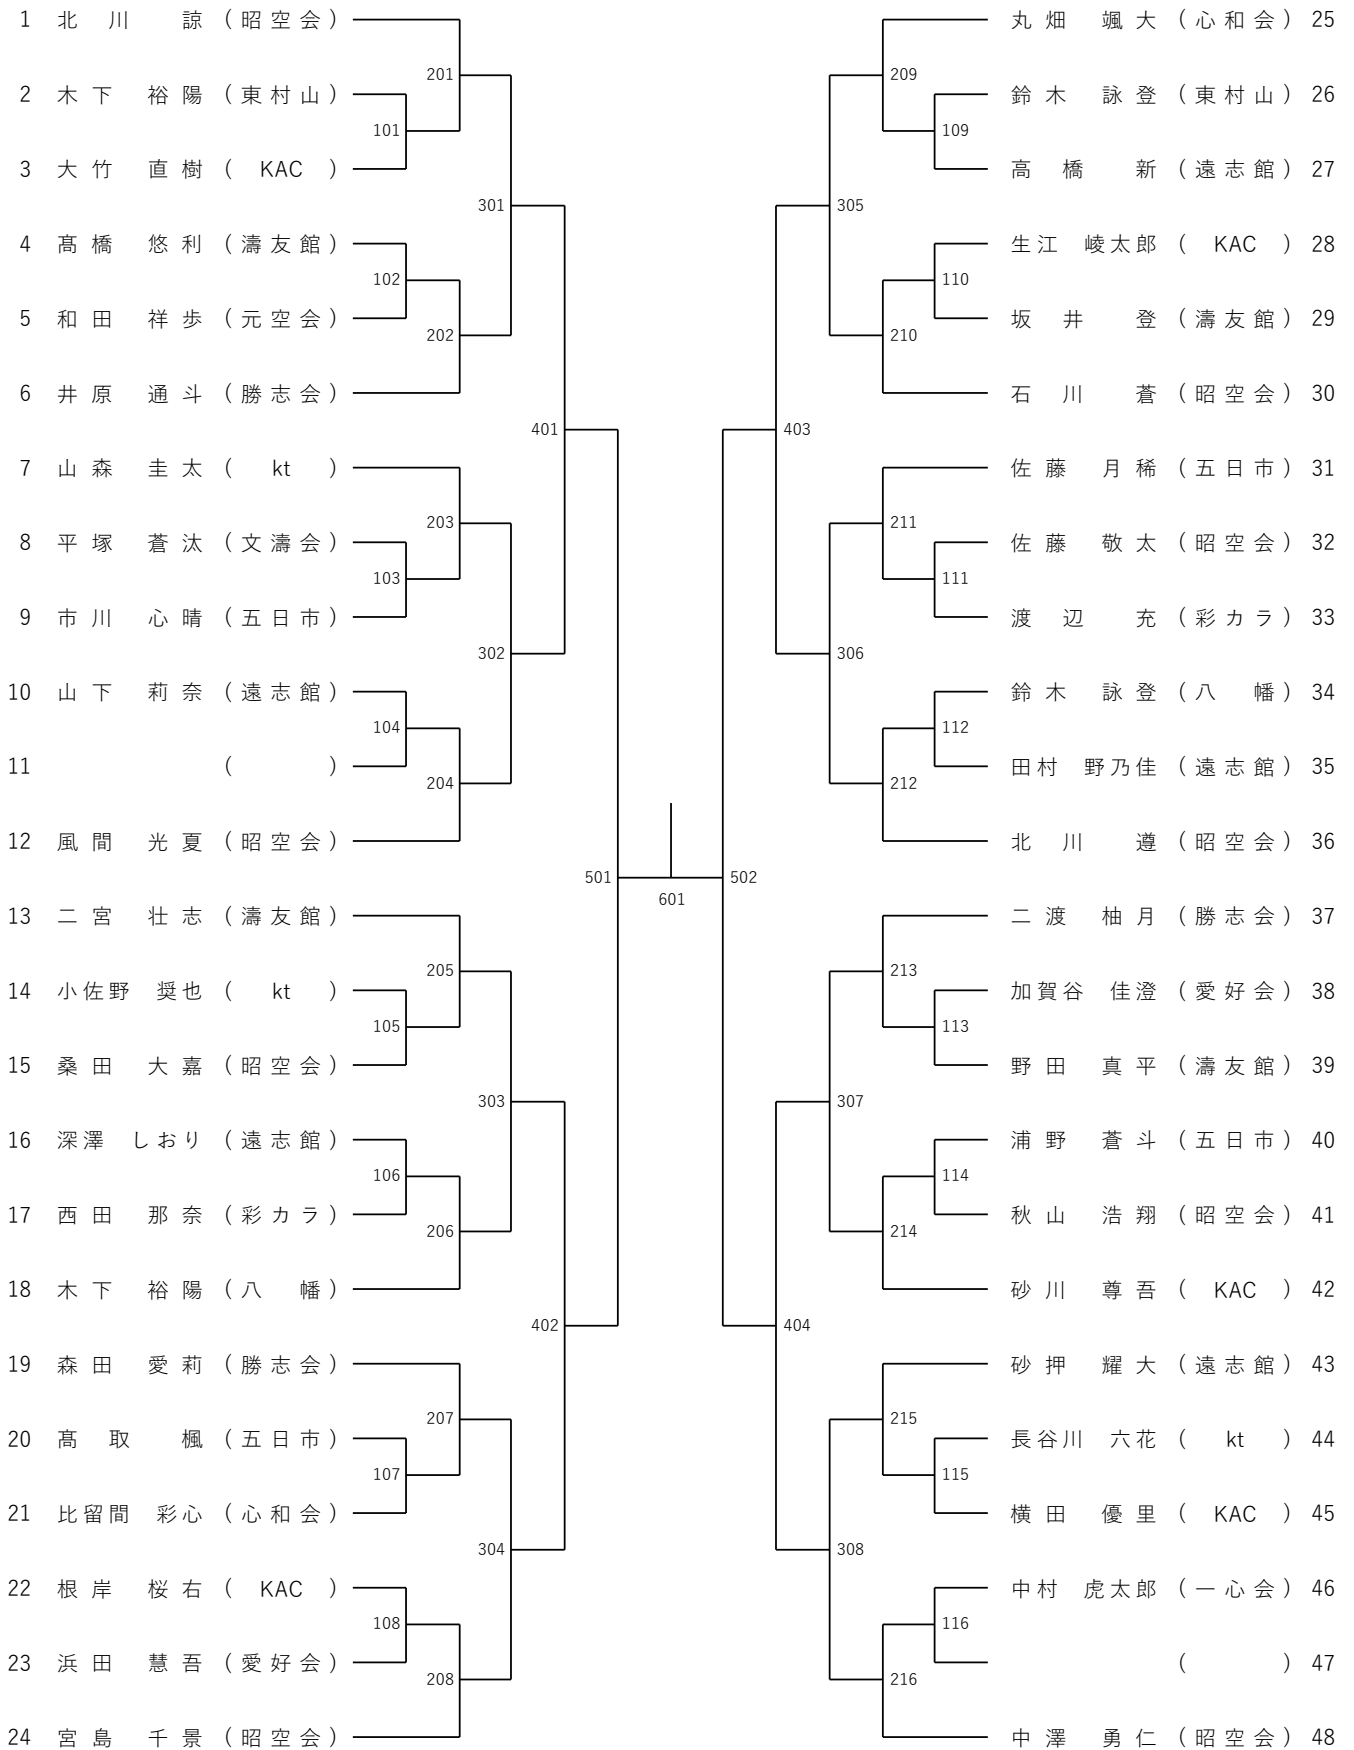 1 北川 諒 (昭空会)
201
2 木下 裕陽 (東村山)
101
3 大竹 直樹 (KAC)
301
4 髙橋 悠利 (濤友館)
102
5 和田 祥歩 (元空会)
202
6 井原 通斗 (勝志会)
401
7 山森 圭太 (kt)
203
8 平塚 蒼汰 (文濤会)
103
9 市川 心晴 (五日市)
302
10 山下 莉奈 (遠志館)
104
11 ( )
204
12 風間 光夏 (昭空会)
501
13 二宮 壮志 (濤友館)
205
14 小佐野 奨也 (kt)
105
15 桑田 大嘉 (昭空会)
303
16 深澤 しおり (遠志館)
106
17 西田 那奈 (彩カラ)
206
18 木下 裕陽 (八幡)
402
19 森田 愛莉 (勝志会)
207
20 髙取 楓 (五日市)
107
21 比留間 彩心 (心和会)
304
22 根岸 桜右 (KAC)
108
23 浜田 慧吾 (愛好会)
208
24 宮島 千景 (昭空会)
601
丸畑 颯大 (心和会) 25
209
鈴木 詠登 (東村山) 26
109
高橋 新 (遠志館) 27
305
生江 崚太郎 (KAC) 28
110
坂井 登 (濤友館) 29
210
石川 蒼 (昭空会) 30
403
佐藤 月稀 (五日市) 31
211
佐藤 敬太 (昭空会) 32
111
渡辺 充 (彩カラ) 33
306
鈴木 詠登 (八幡) 34
112
田村 野乃佳 (遠志館) 35
212
北川 遵 (昭空会) 36
502
二渡 柚月 (勝志会) 37
213
加賀谷 佳澄 (愛好会) 38
113
野田 真平 (濤友館) 39
307
浦野 蒼斗 (五日市) 40
114
秋山 浩翔 (昭空会) 41
214
砂川 尊吾 (KAC) 42
404
砂押 耀大 (遠志館) 43
215
長谷川 六花 (kt) 44
115
横田 優里 (KAC) 45
308
中村 虎太郎 (一心会) 46
116
( ) 47
216
中澤 勇仁 (昭空会) 48